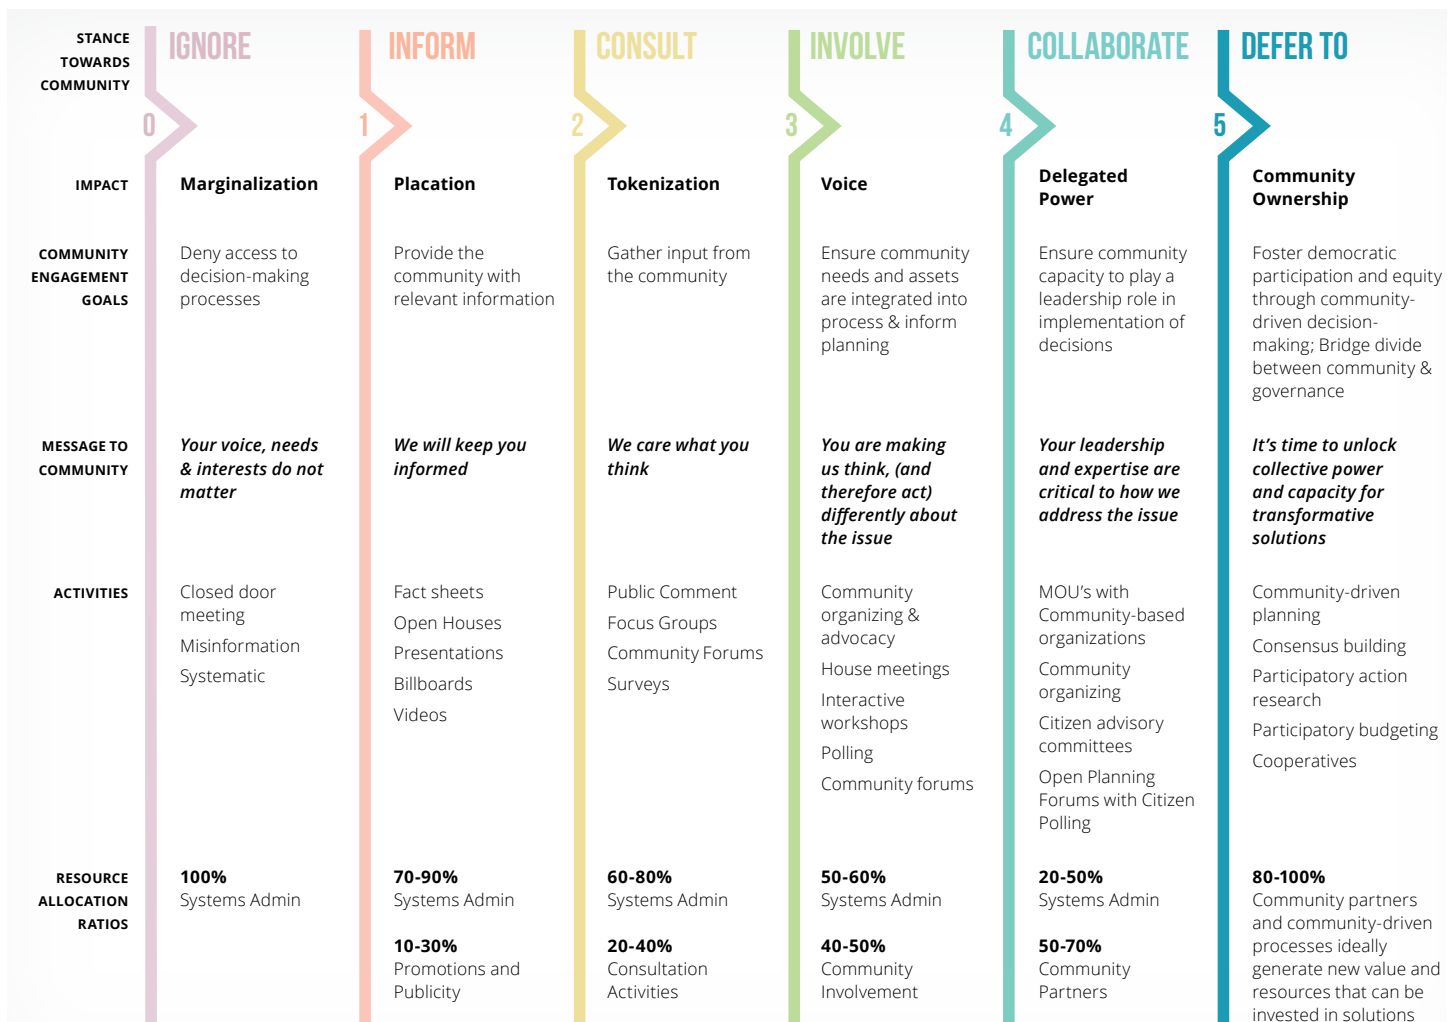 STANCE
TOWARDS
COMMUNITY
IGNORE
INFORM
CONSULT
INVOLVE
COLLABORATE
DEFER TO
0
1
2
3
4
5
IMPACT
Marginalization
Placation
Tokenization
Voice
Delegated
Power
Community
Ownership
COMMUNITY
ENGAGEMENT
GOALS
Deny access to
decision-making
processes
Provide the
community with
relevant information
Gather input from
the community
Ensure community
needs and assets
are integrated into
process & inform
planning
Ensure community
capacity to play a
leadership role in
implementation of
decisions
Foster democratic
participation and equity
through community-
driven decision-
making; Bridge divide
between community &
governance
MESSAGE TO
COMMUNITY
Your voice, needs
& interests do not
matter
We will keep you
informed
We care what you
think
You are making
us think, (and
therefore act)
differently about
the issue
Your leadership
and expertise are
critical to how we
address the issue
It's time to unlock
collective power
and capacity for
transformative
solutions
ACTIVITIES
Closed door
meeting
Misinformation
Systematic
Fact sheets
Open Houses
Presentations
Billboards
Videos
Public Comment
Focus Groups
Community Forums
Surveys
Community
organizing &
advocacy
House meetings
Interactive
workshops
Polling
Community forums
MOU's with
Community-based
organizations
Community
organizing
Citizen advisory
committees
Open Planning
Forums with Citizen
Polling
Community-driven
planning
Consensus building
Participatory action
research
Participatory budgeting
Cooperatives
RESOURCE
ALLOCATION
RATIOS
100%
Systems Admin
70-90%
Systems Admin
10-30%
Promotions and
Publicity
60-80%
Systems Admin
20-40%
Consultation
Activities
50-60%
Systems Admin
40-50%
Community
Involvement
20-50%
Systems Admin
50-70%
Community
Partners
80-100%
Community partners
and community-driven
processes ideally
generate new value and
resources that can be
invested in solutions